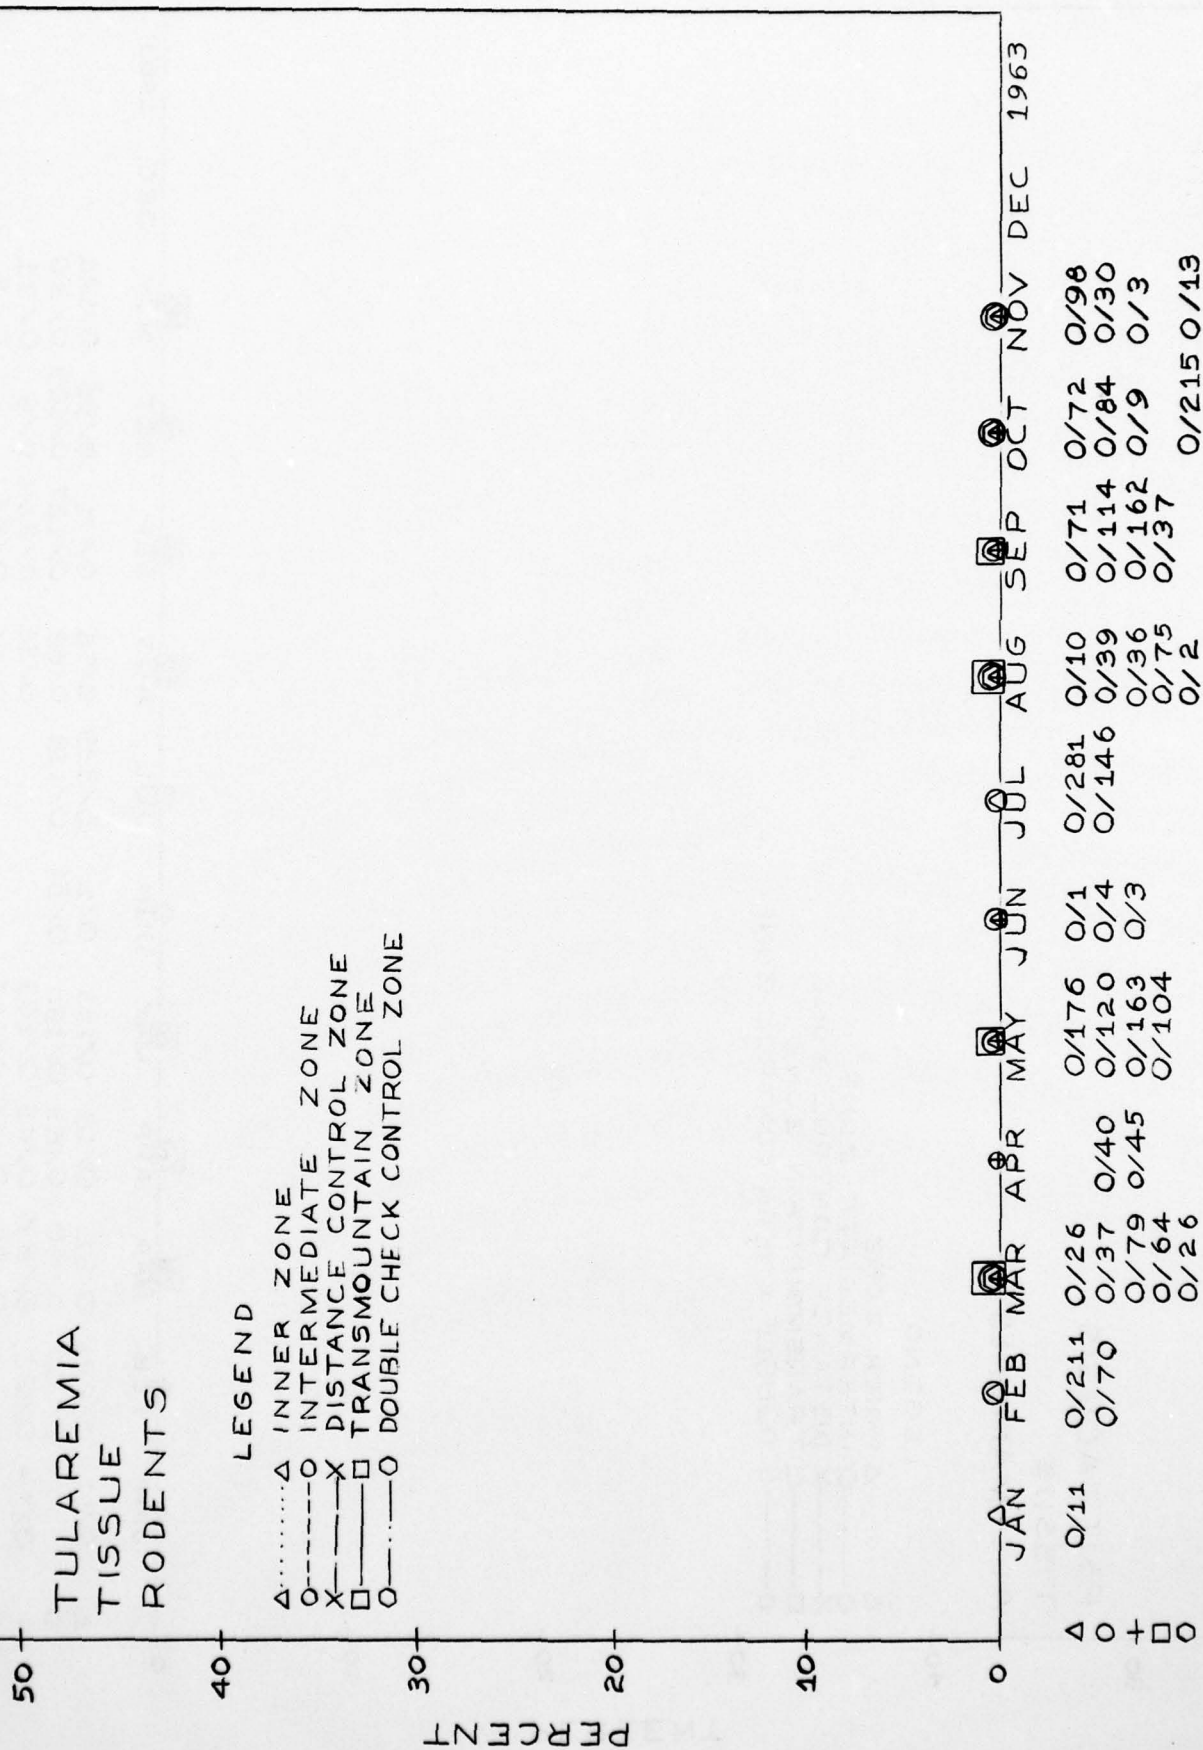 TULAREMIA
TISSUE
RODENTS
LEGEND
INNER ZONE
INTERMEDIATE ZONE
DISTANCE CONTROL ZONE
TRANSMOUNTAIN ZONE
DOUBLE CHECK CONTROL ZONE
PERCENT
50
40
30
20
10
0
JAN FEB MAR APR MAY JUN JUL AUG SEP OCT NOV DEC 1963
Δ 0/11 0/211 0/26 0/176 0/1 0/281 0/10 0/71 0/72 0/98
O 0/70 0/37 0/40 0/120 0/4 0/146 0/39 0/114 0/84 0/30
+ 0/79 0/45 0/163 0/3 0/36 0/162 0/9 0/3
□ 0/64 0/104 0/75 0/37
O 0/26 0/2 0/215 0/13